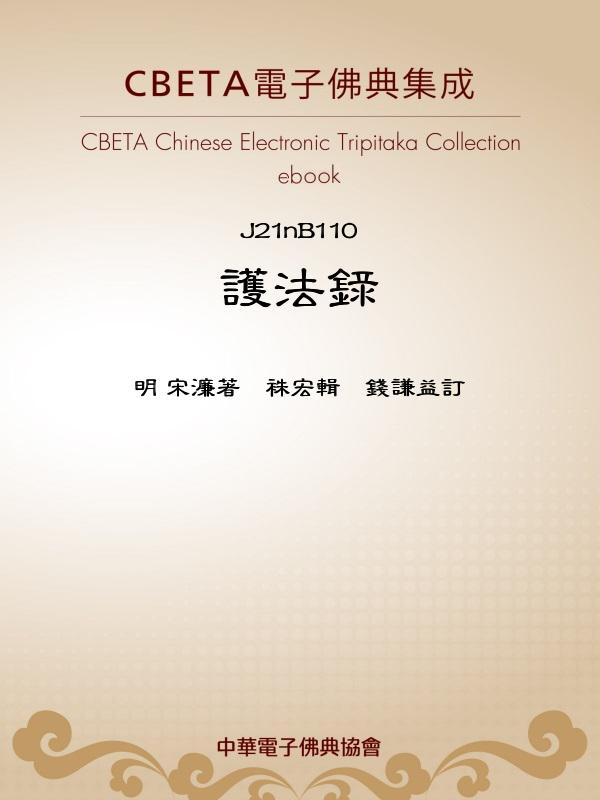 CBETA電子佛典集成
CBETA Chinese Electronic Tripitaka Collection
ebook
J21nB110
護法錄
明 宋濂著　袾宏輯　錢謙益訂
中華電子佛典協會